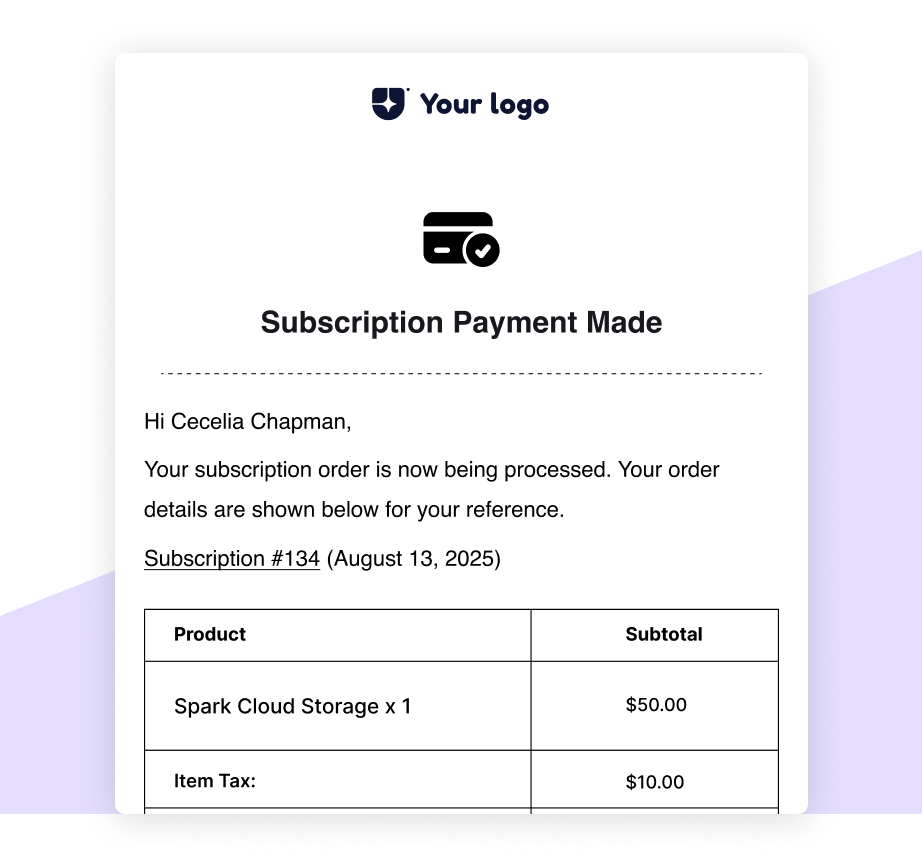 Your logo
Subscription Payment Made
Hi Cecelia Chapman,
Your subscription order is now being processed. Your order
details are shown below for your reference.
Subscription #134 (August 13, 2025)
Product Subtotal
Spark Cloud Storage x 1 $50.00
Item Tax: $10.00